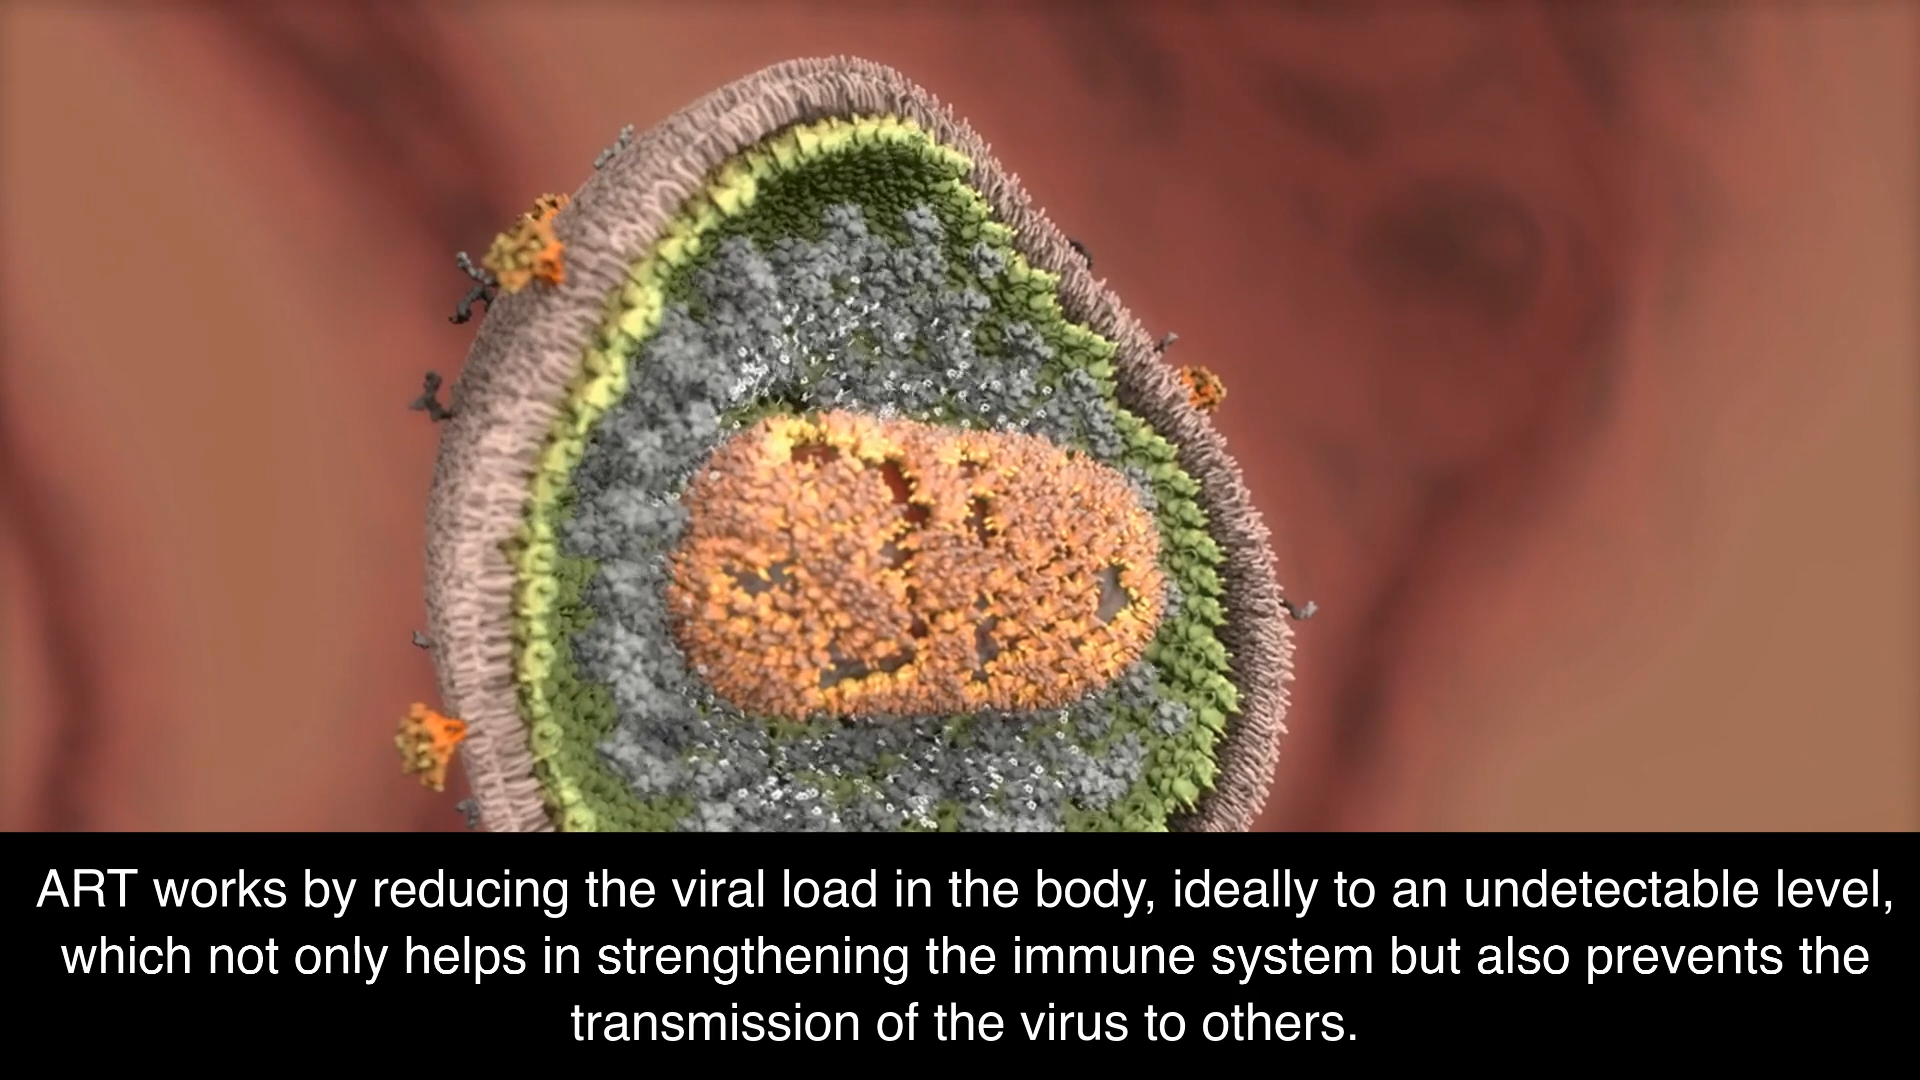 ART works by reducing the viral load in the body, ideally to an undetectable level,
which not only helps in strengthening the immune system but also prevents the
transmission of the virus to others.